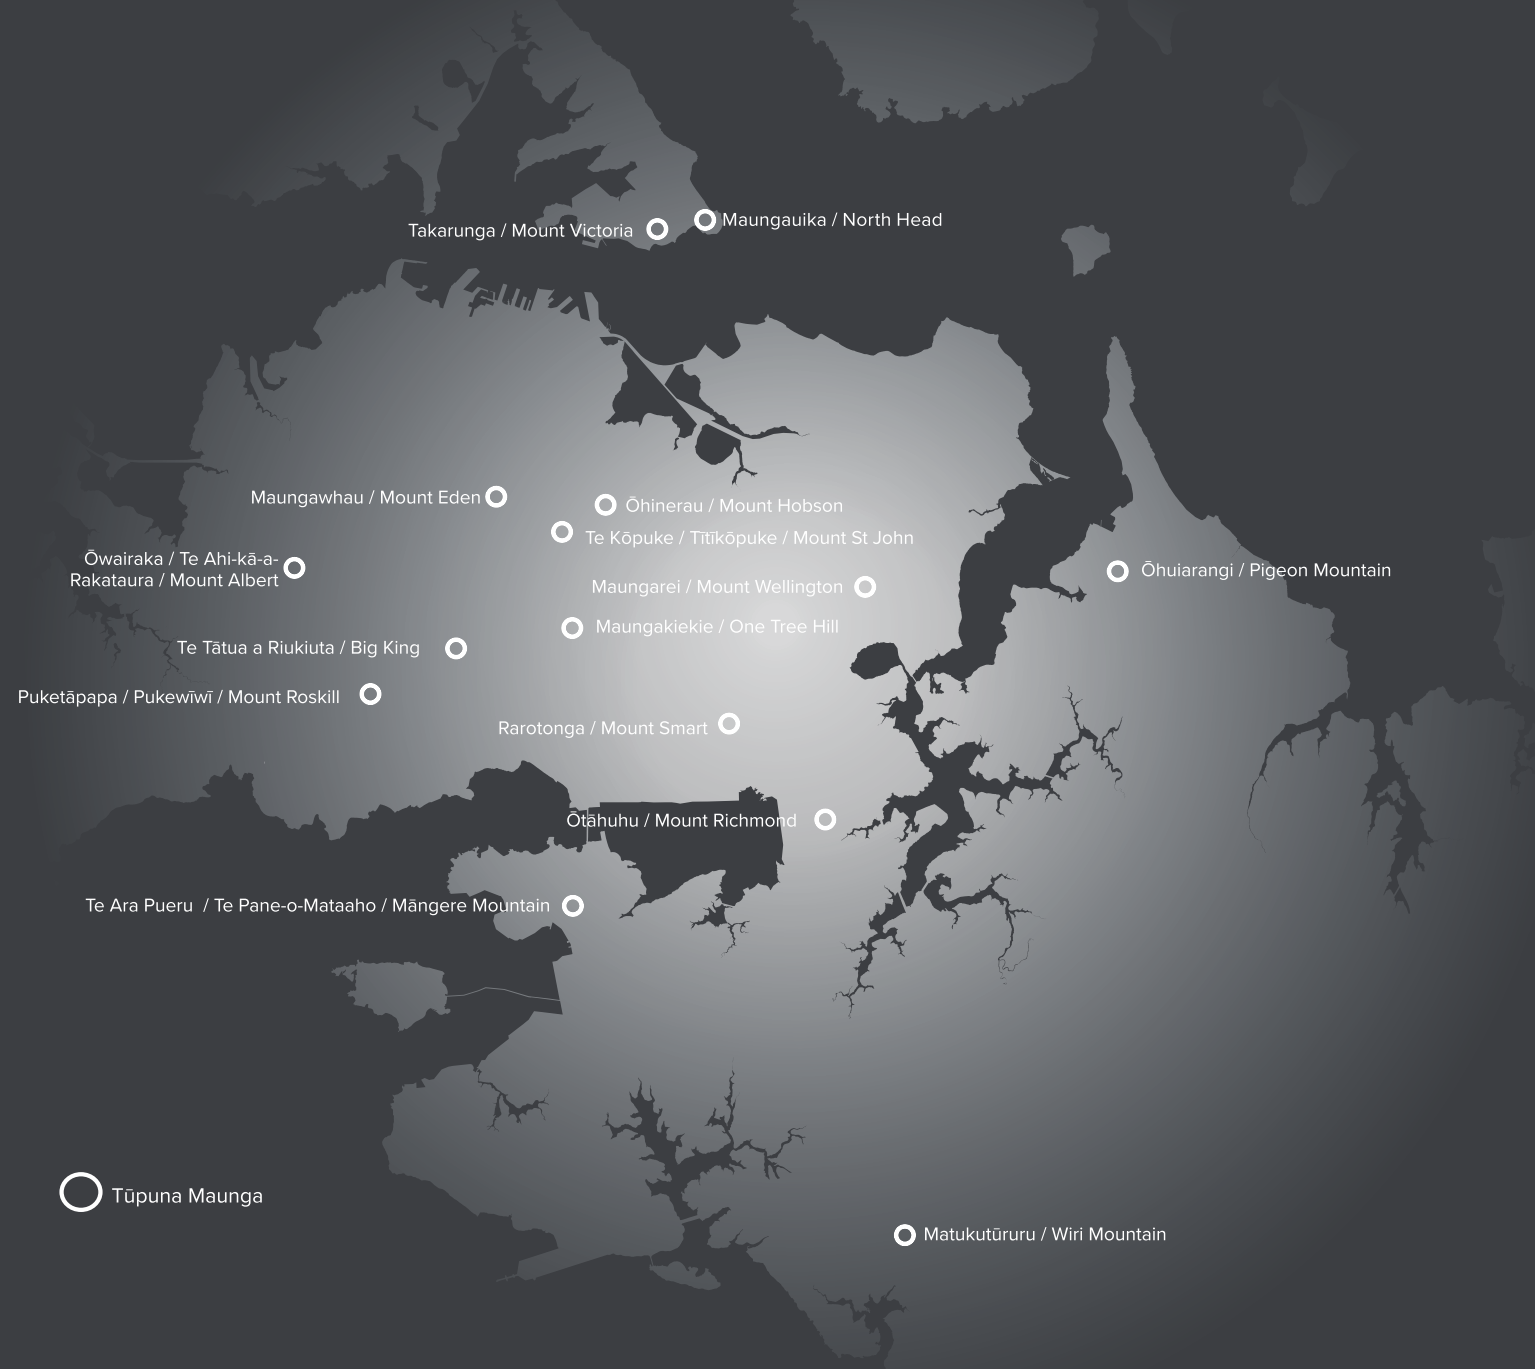 Maungauika / North Head
Takarunga / Mount Victoria
Maungawhau / Mount Eden
Ōhinerau / Mount Hobson
Te Kōpuke / Tītīkōpuke / Mount St John
Ōwairaka / Te Ahi-kā-a-
Rakataura / Mount Albert
Ōhuiarangi / Pigeon Mountain
Maungarei / Mount Wellington
Maungakiekie / One Tree Hill
Te Tātua a Riukiuta / Big King
Puketāpapa / Pukewīwī / Mount Roskill
Rarotonga / Mount Smart
Ōtāhuhu / Mount Richmond
Te Ara Pueru / Te Pane-o-Mataaho / Māngere Mountain
Tūpuna Maunga
Matukutūruru / Wiri Mountain